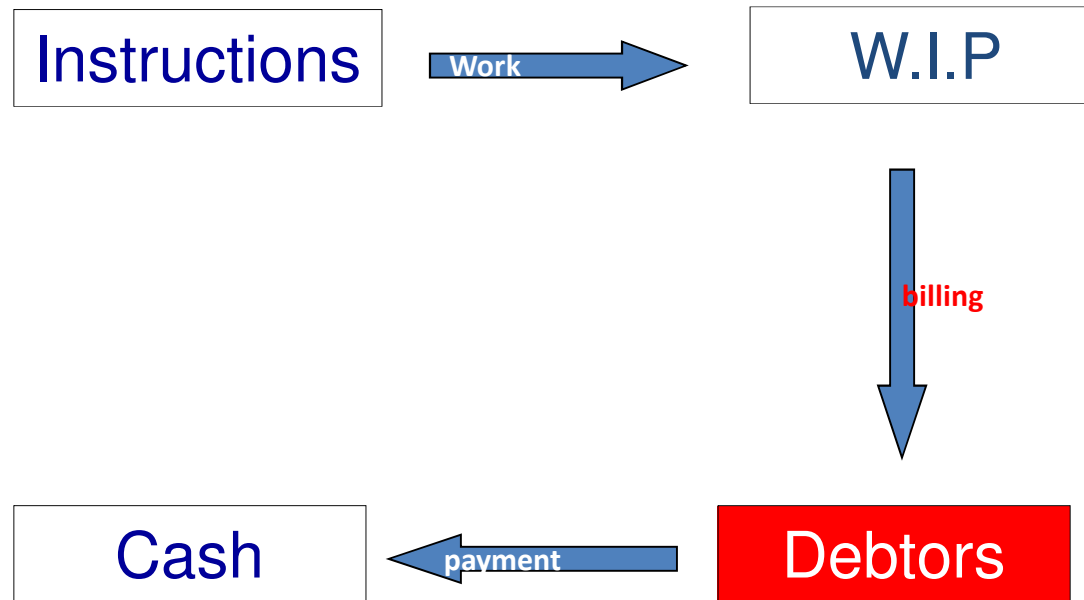 Instructions
Work
W.I.P
billing
Cash
payment
Debtors